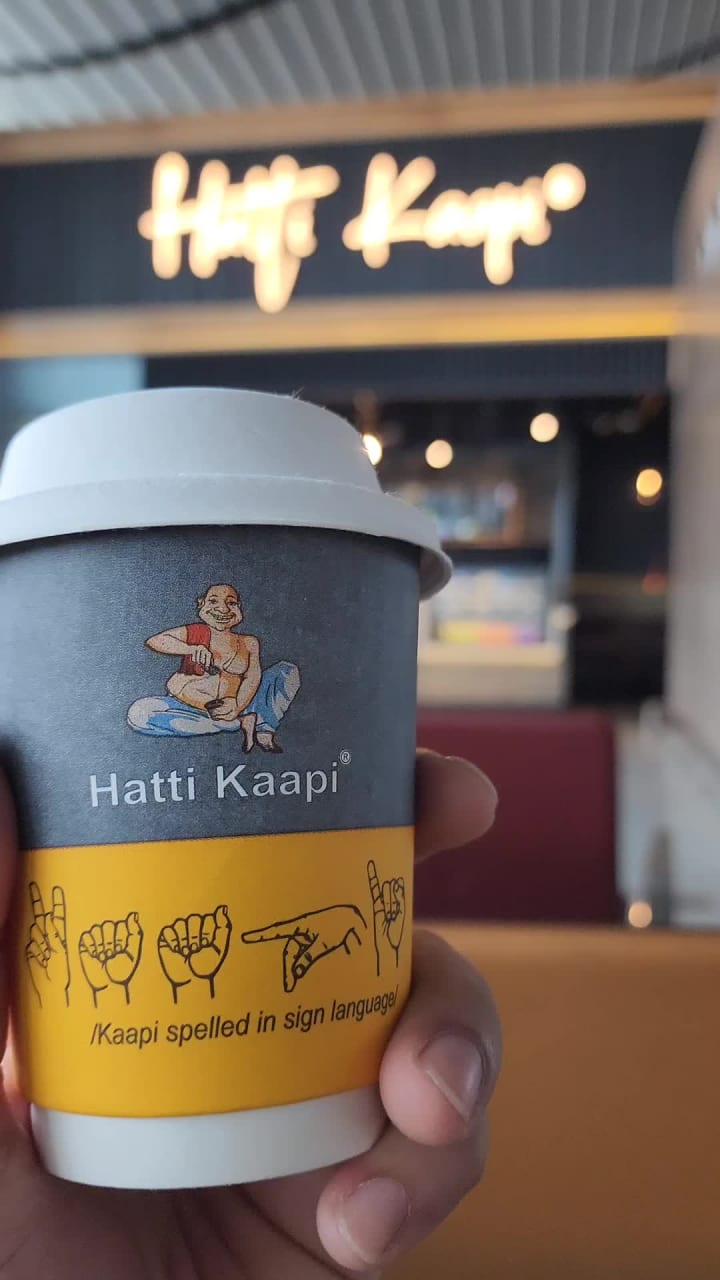 Hatti Kaapi®
Hatti Kaapi®
/Kaapi spelled in sign language/